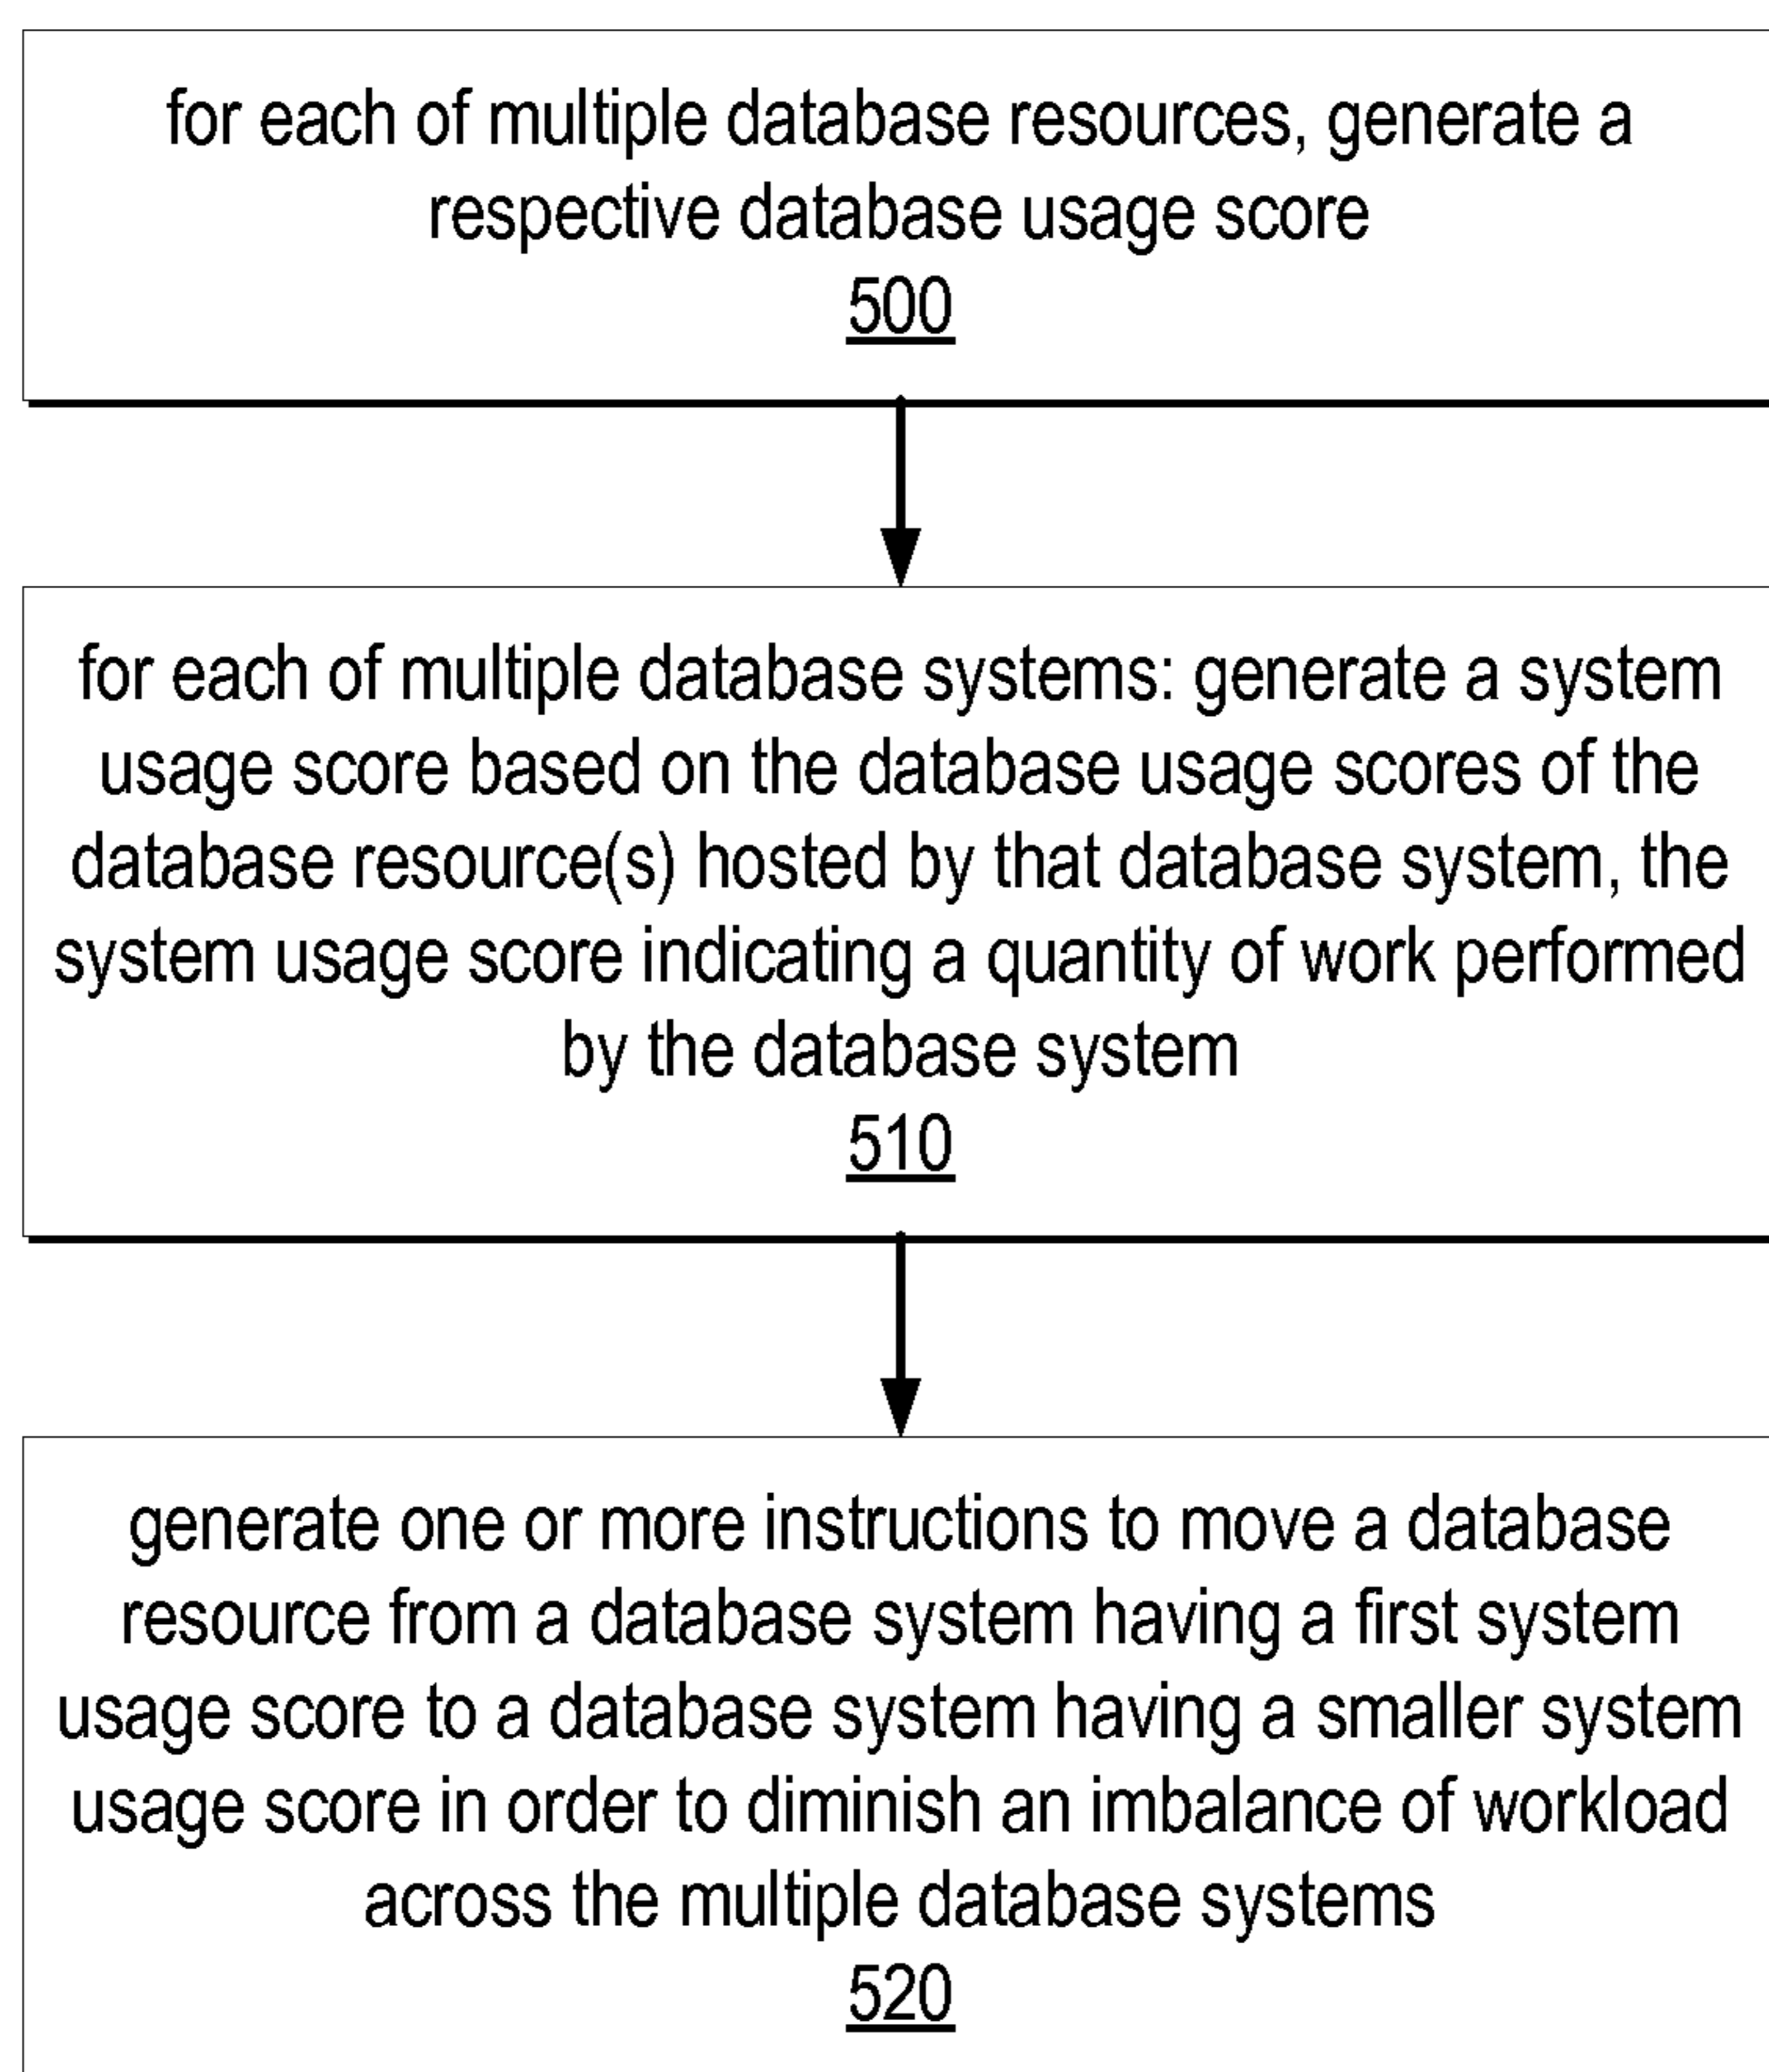 for each of multiple database resources, generate a
respective database usage score
500
for each of multiple database systems: generate a system
usage score based on the database usage scores of the
database resource(s) hosted by that database system, the
system usage score indicating a quantity of work performed
by the database system
510
generate one or more instructions to move a database
resource from a database system having a first system
usage score to a database system having a smaller system
usage score in order to diminish an imbalance of workload
across the multiple database systems
520